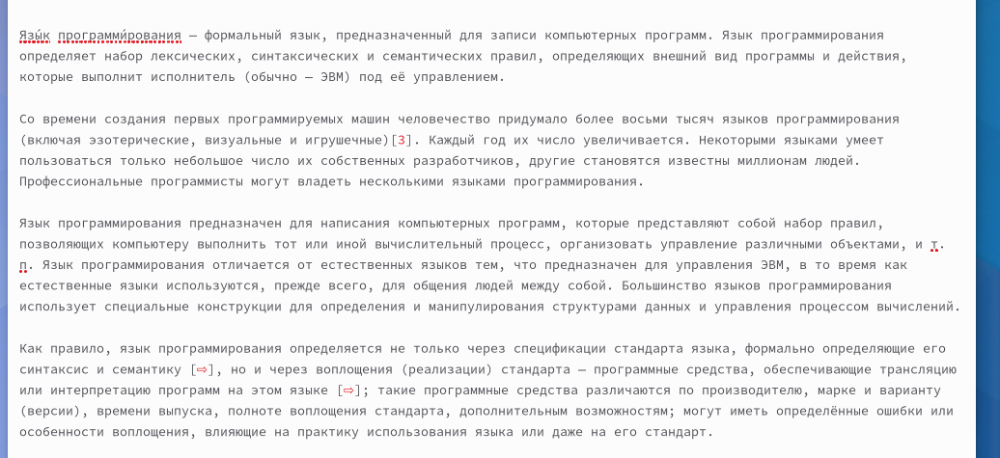 Язы́к программи́рования — формальный язык, предназначенный для записи компьютерных программ. Язык программирования
определяет набор лексических, синтаксических и семантических правил, определяющих внешний вид программы и действия,
которые выполнит исполнитель (обычно — ЭВМ) под её управлением.
Со времени создания первых программируемых машин человечество придумало более восьми тысяч языков программирования
(включая эзотерические, визуальные и игрушечные)[3]. Каждый год их число увеличивается. Некоторыми языками умеет
пользоваться только небольшое число их собственных разработчиков, другие становятся известны миллионам людей.
Профессиональные программисты могут владеть несколькими языками программирования.
Язык программирования предназначен для написания компьютерных программ, которые представляют собой набор правил,
позволяющих компьютеру выполнить тот или иной вычислительный процесс, организовать управление различными объектами, и т.
п. Язык программирования отличается от естественных языков тем, что предназначен для управления ЭВМ, в то время как
естественные языки используются, прежде всего, для общения людей между собой. Большинство языков программирования
использует специальные конструкции для определения и манипулирования структурами данных и управления процессом вычислений.
Как правило, язык программирования определяется не только через спецификации стандарта языка, формально определяющие его
синтаксис и семантику [⇨], но и через воплощения (реализации) стандарта — программные средства, обеспечивающие трансляцию
или интерпретацию программ на этом языке [⇨]; такие программные средства различаются по производителю, марке и варианту
(версии), времени выпуска, полноте воплощения стандарта, дополнительным возможностям; могут иметь определённые ошибки или
особенности воплощения, влияющие на практику использования языка или даже на его стандарт.